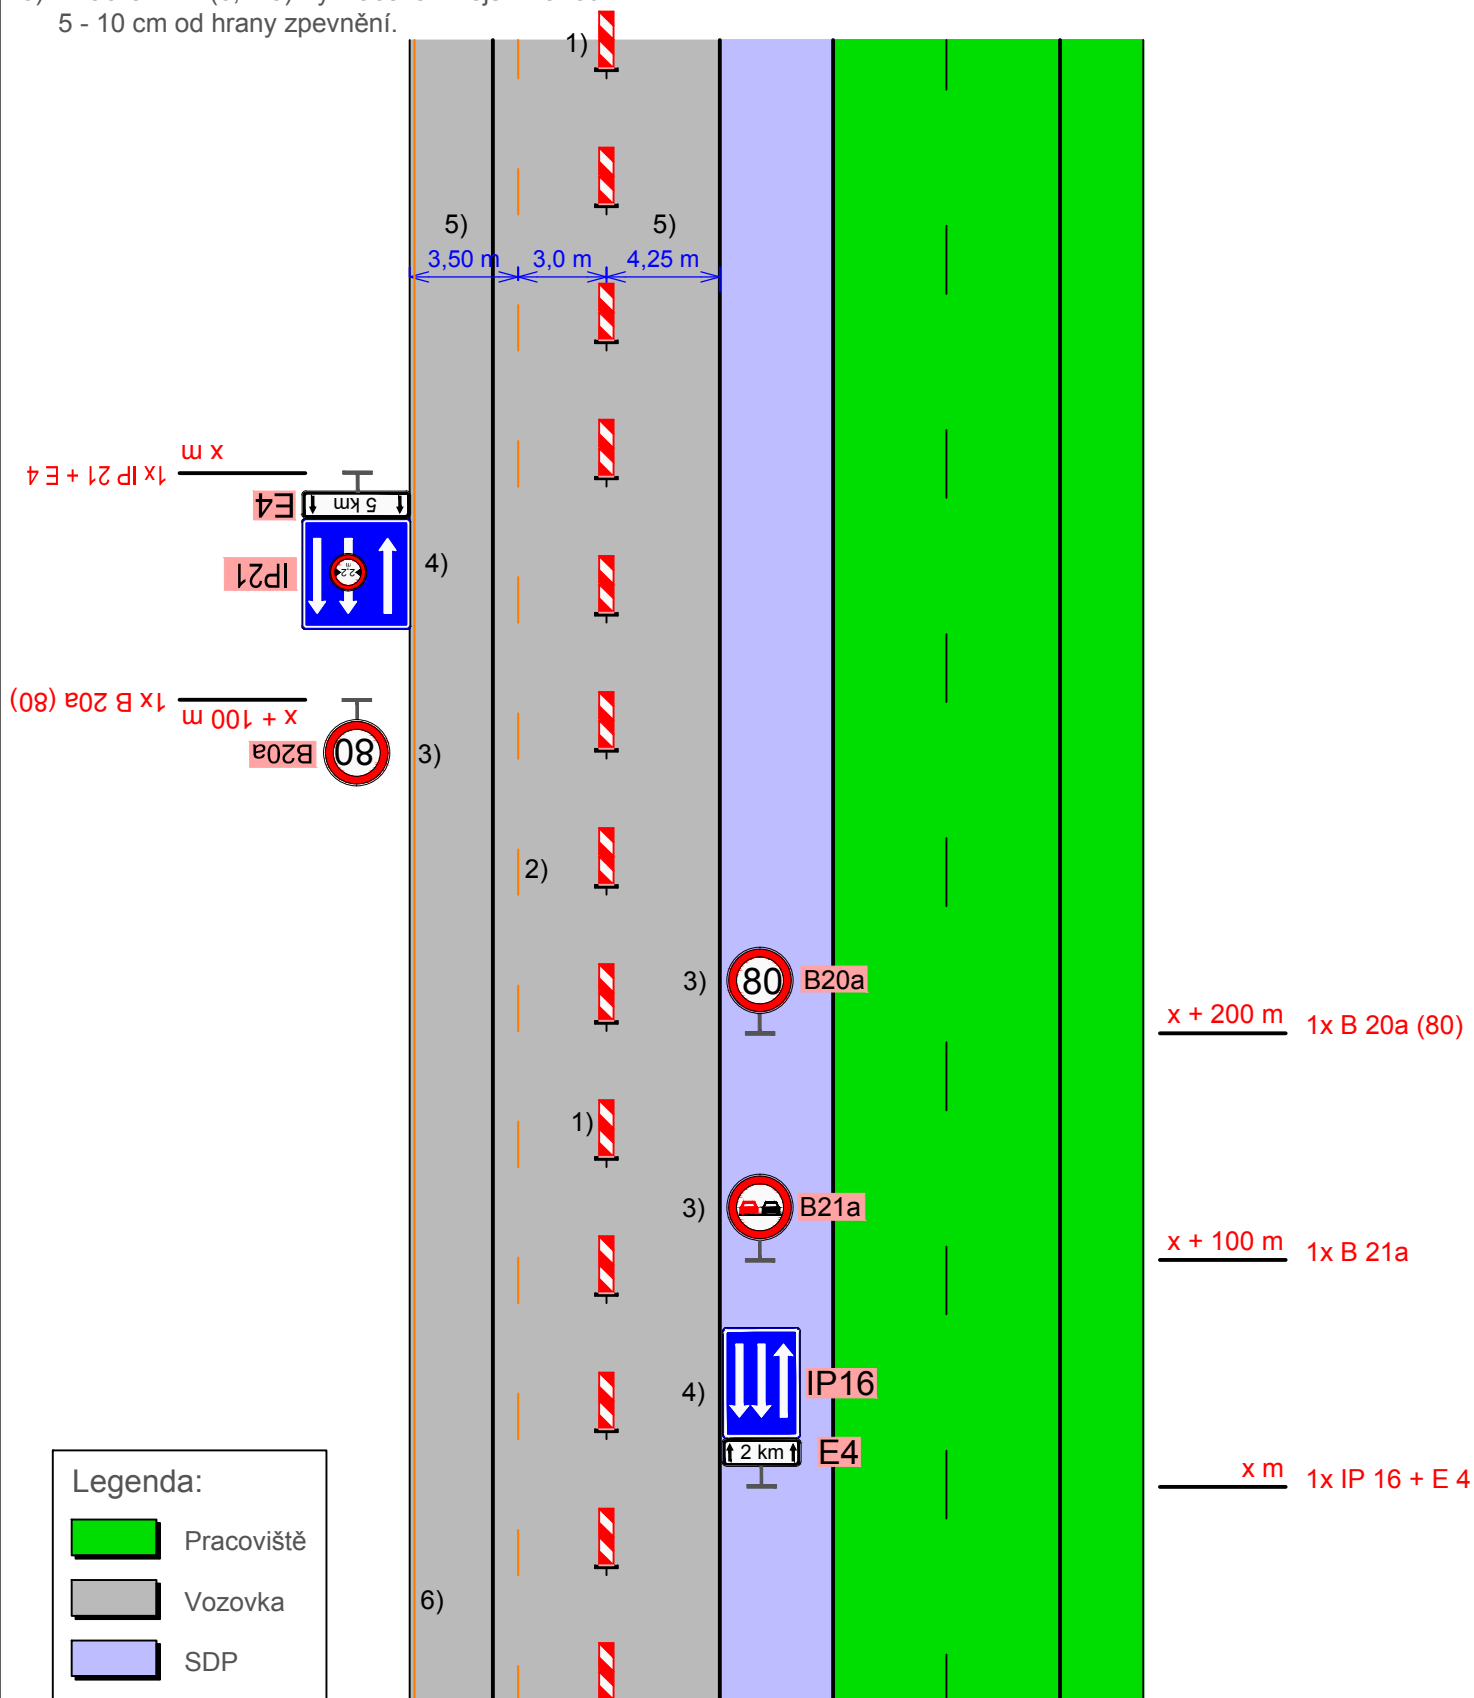 5 - 10 cm od hrany zpevnění.
1)
5)
5)
3,50 m
3,0 m
4,25 m
x m
1x IP 21 + E 4
E4
5 km
IP21
2,2
m
4)
1x B 20a (80)
x + 100 m
B20a
80
3)
2)
3)
80
B20a
x + 200 m
1x B 20a (80)
1)
3)
B21a
x + 100 m
1x B 21a
4)
IP16
2 km
E4
x m
1x IP 16 + E 4
Legenda:
Pracoviště
Vozovka
SDP
6)